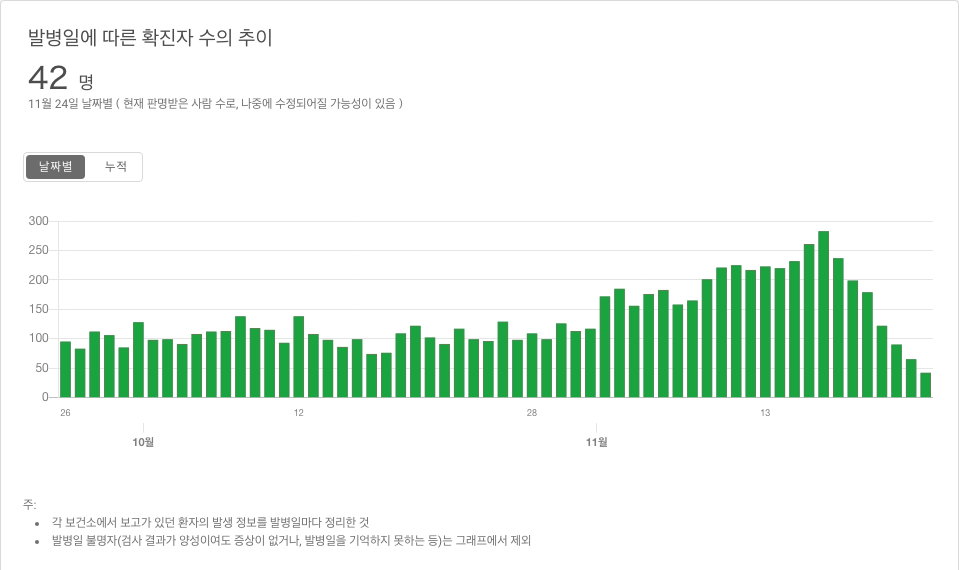 발병일에 따른 확진자 수의 추이
42 명
11월 24일 날짜별 ( 현재 판명받은 사람 수로, 나중에 수정되어질 가능성이 있음 )
날짜별 누적
300
250
200
150
100
50
0
26 12 28 13
10월 11월
주:
• 각 보건소에서 보고가 있던 환자의 발생 정보를 발병일마다 정리한 것
• 발병일 불명자(검사 결과가 양성이여도 증상이 없거나, 발병일을 기억하지 못하는 등)는 그래프에서 제외